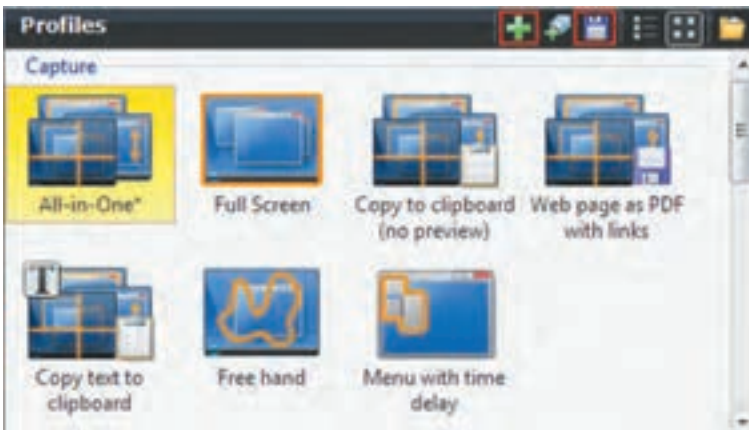 Profiles
Capture
All-in-One*
Full Screen
Copy to clipboard
(no preview)
Web page as PDF
with links
T
Copy text to
clipboard
Free hand
Menu with time
delay